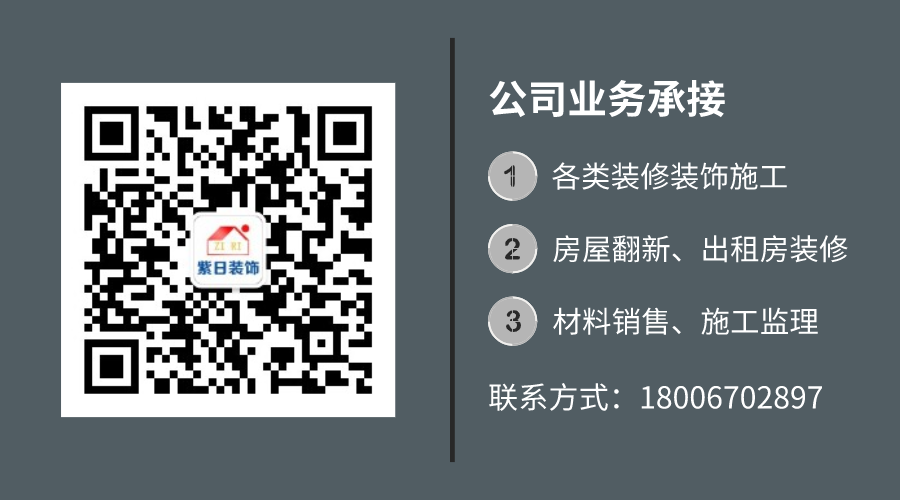 ZI RI
紫日装饰
公司业务承接
1 各类装修装饰施工
2 房屋翻新、出租房装修
3 材料销售、施工监理
联系方式：18006702897